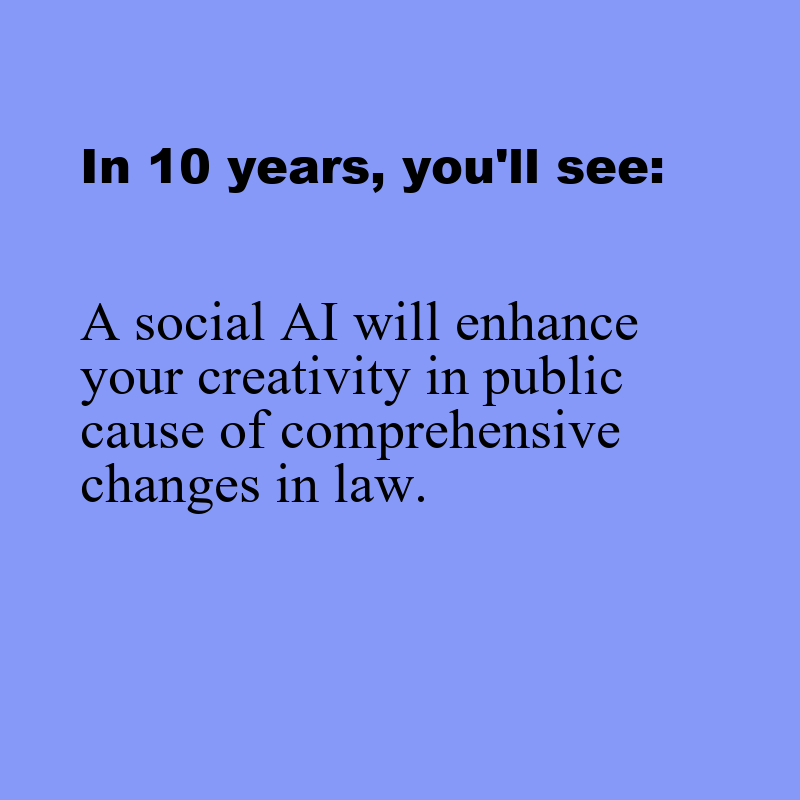 In 10 years, you'll see:
A social AI will enhance
your creativity in public
cause of comprehensive
changes in law.